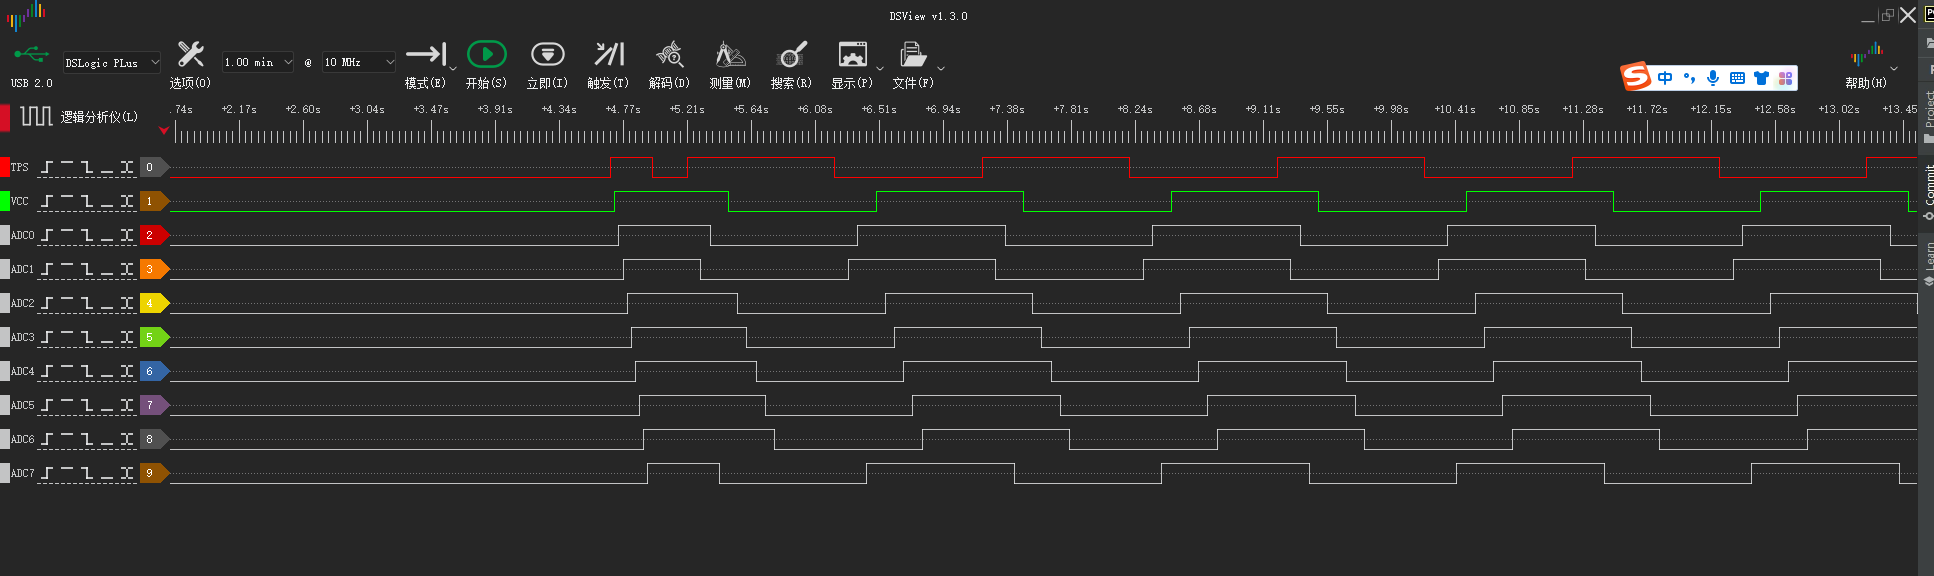 DSView v1.3.0
DSLogic PLus
1.00 min
@
10 MHz
USB 2.0
选项(O)
模式(E)
开始(S)
立即(I)
触发(T)
解码(D)
测量(M)
搜索(R)
显示(P)
文件(F)
中
帮助(H)
逻辑分析仪(L)
.74s +2.17s +2.60s +3.04s +3.47s +3.91s +4.34s +4.77s +5.21s +5.64s +6.08s +6.51s +6.94s +7.38s +7.81s +8.24s +8.68s +9.11s +9.55s +9.98s +10.41s +10.85s +11.28s +11.72s +12.15s +12.58s +13.02s +13.45
TPS 0
VCC 1
ADC0 2
ADC1 3
ADC2 4
ADC3 5
ADC4 6
ADC5 7
ADC6 8
ADC7 9
Project
Commit
Learn